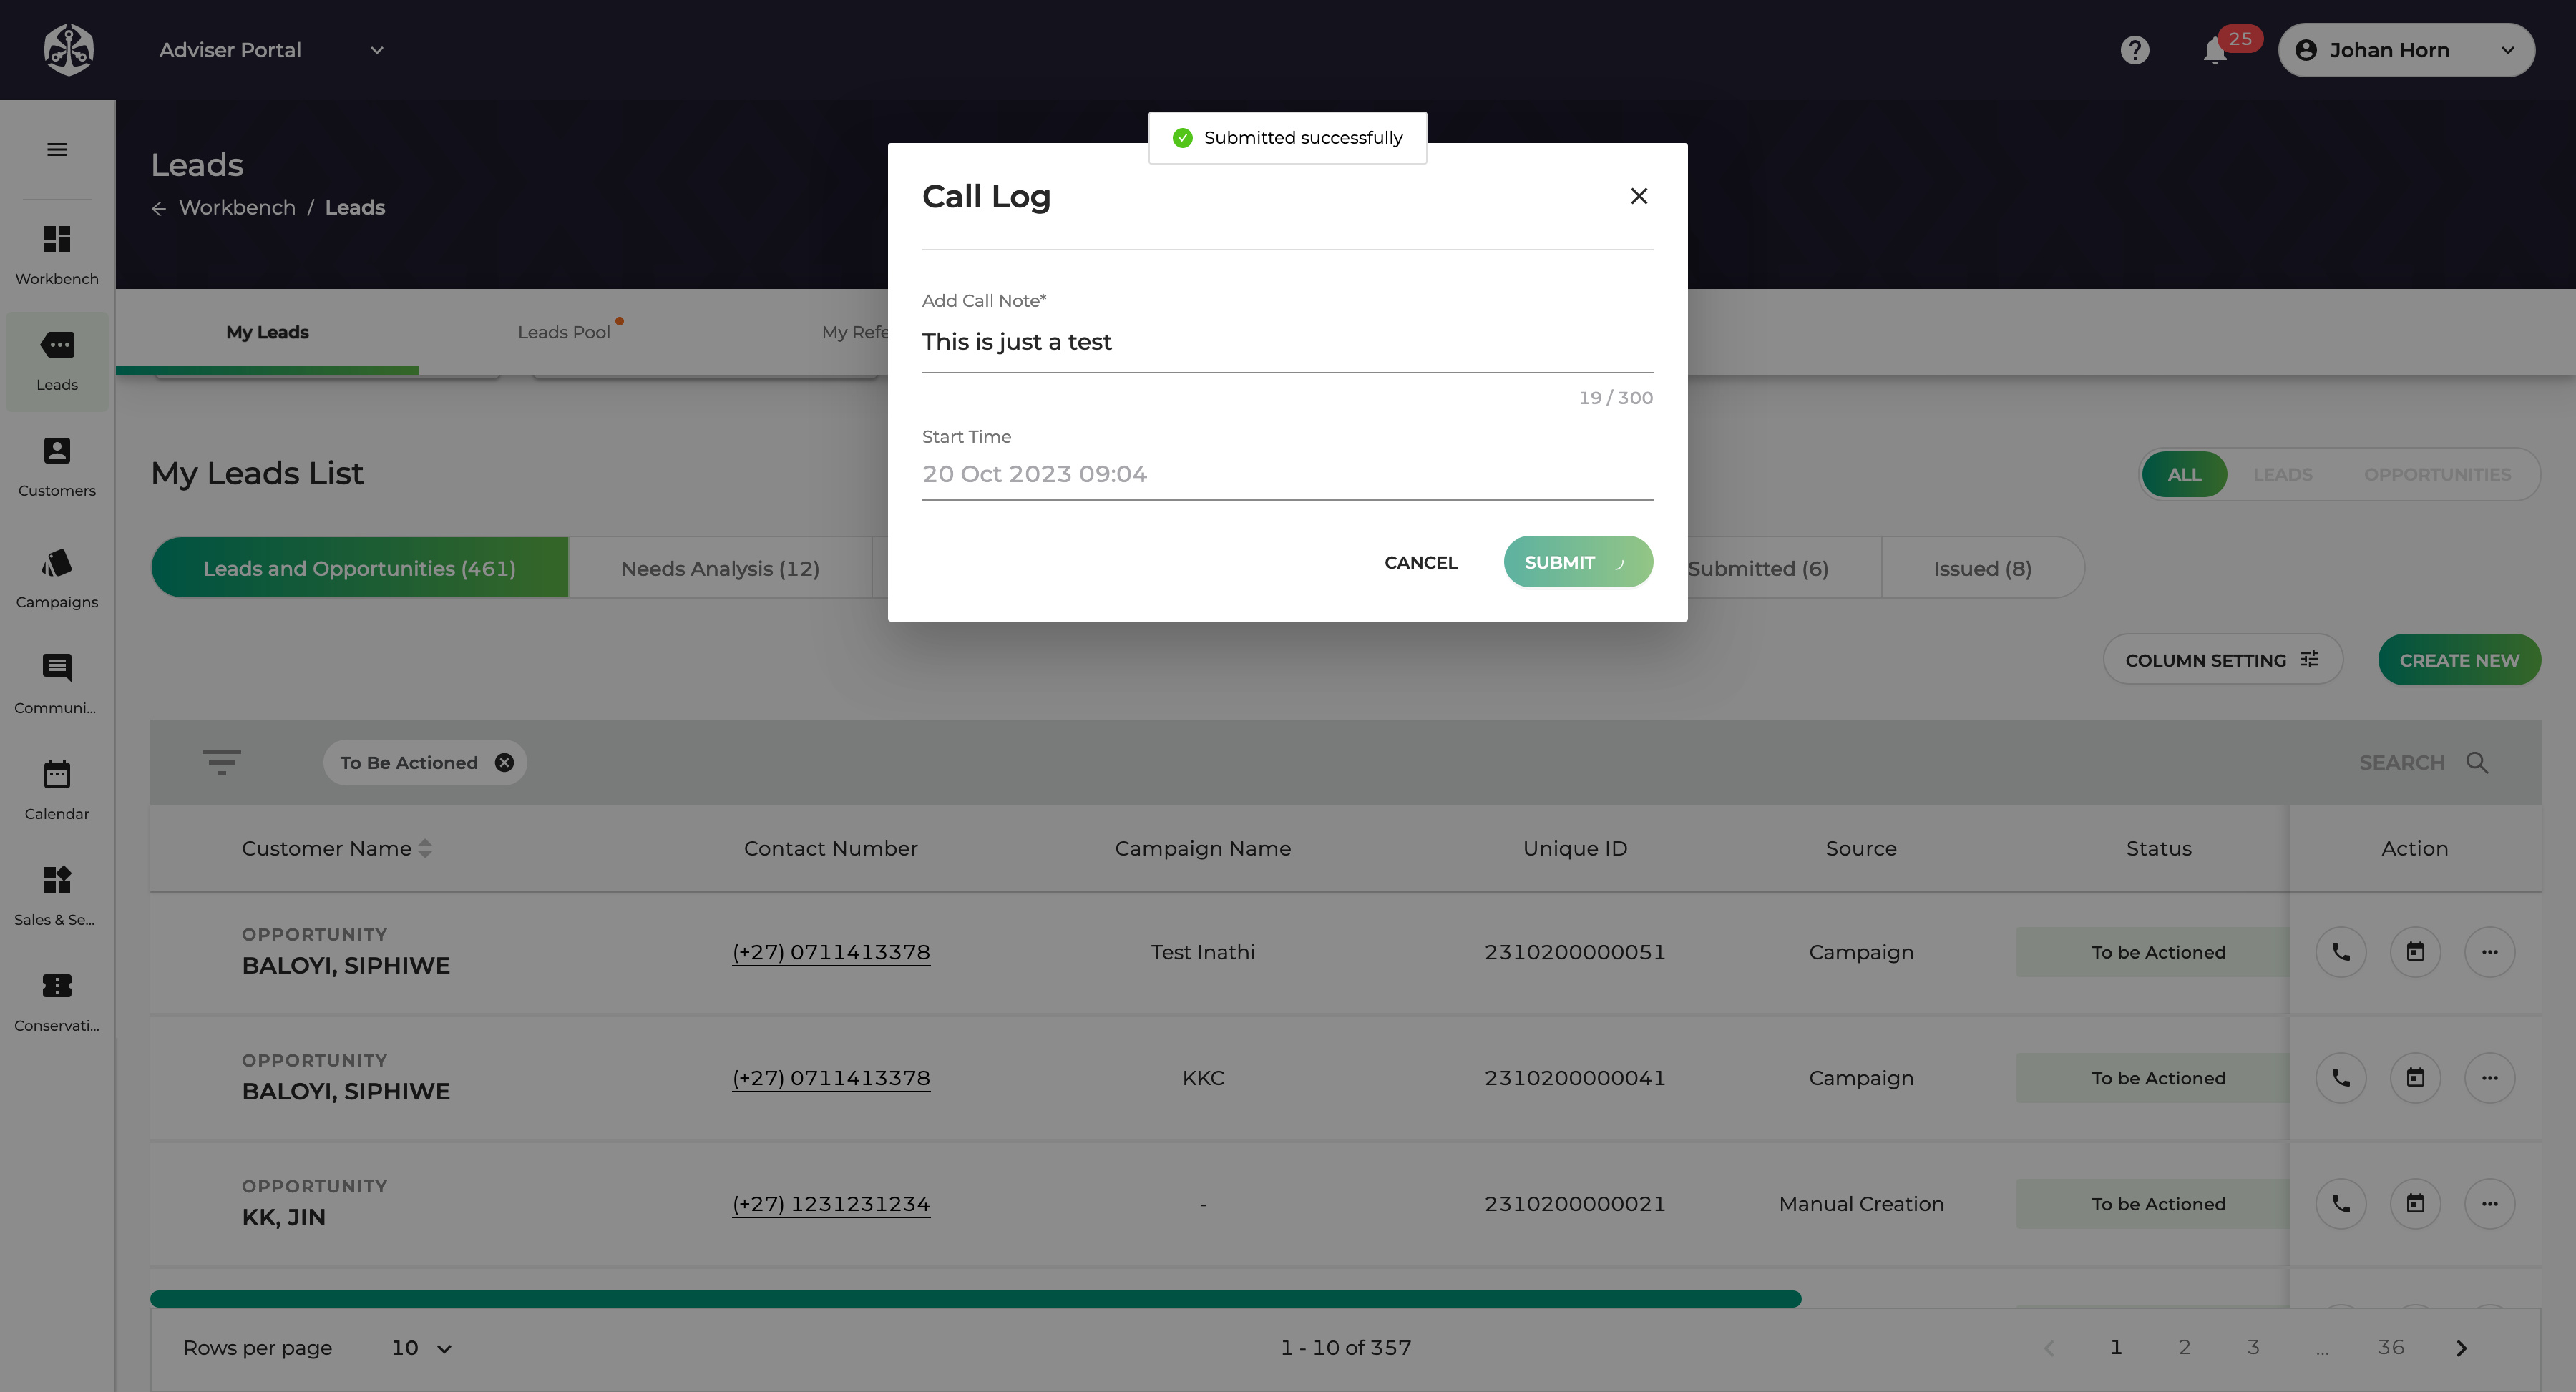 Adviser Portal
25
Johan Horn
Submitted successfully
Leads
Workbench / Leads
Workbench
Leads
Customers
Campaigns
Communi...
Calendar
Sales & Se...
Conservati...
My Leads
Leads Pool
My Refe
Call Log
Add Call Note*
This is just a test
19 / 300
Start Time
20 Oct 2023 09:04
CANCEL
SUBMIT
My Leads List
ALL
LEADS
OPPORTUNITIES
Leads and Opportunities (461)
Needs Analysis (12)
Submitted (6)
Issued (8)
COLUMN SETTING
CREATE NEW
To Be Actioned
SEARCH
Customer Name
Contact Number
Campaign Name
Unique ID
Source
Status
Action
OPPORTUNITY
BALOYI, SIPHIWE
(+27) 0711413378
Test Inathi
2310200000051
Campaign
To be Actioned
OPPORTUNITY
BALOYI, SIPHIWE
(+27) 0711413378
KKC
2310200000041
Campaign
To be Actioned
OPPORTUNITY
KK, JIN
(+27) 1231231234
-
2310200000021
Manual Creation
To be Actioned
Rows per page
10
1 - 10 of 357
1
2
3
...
36